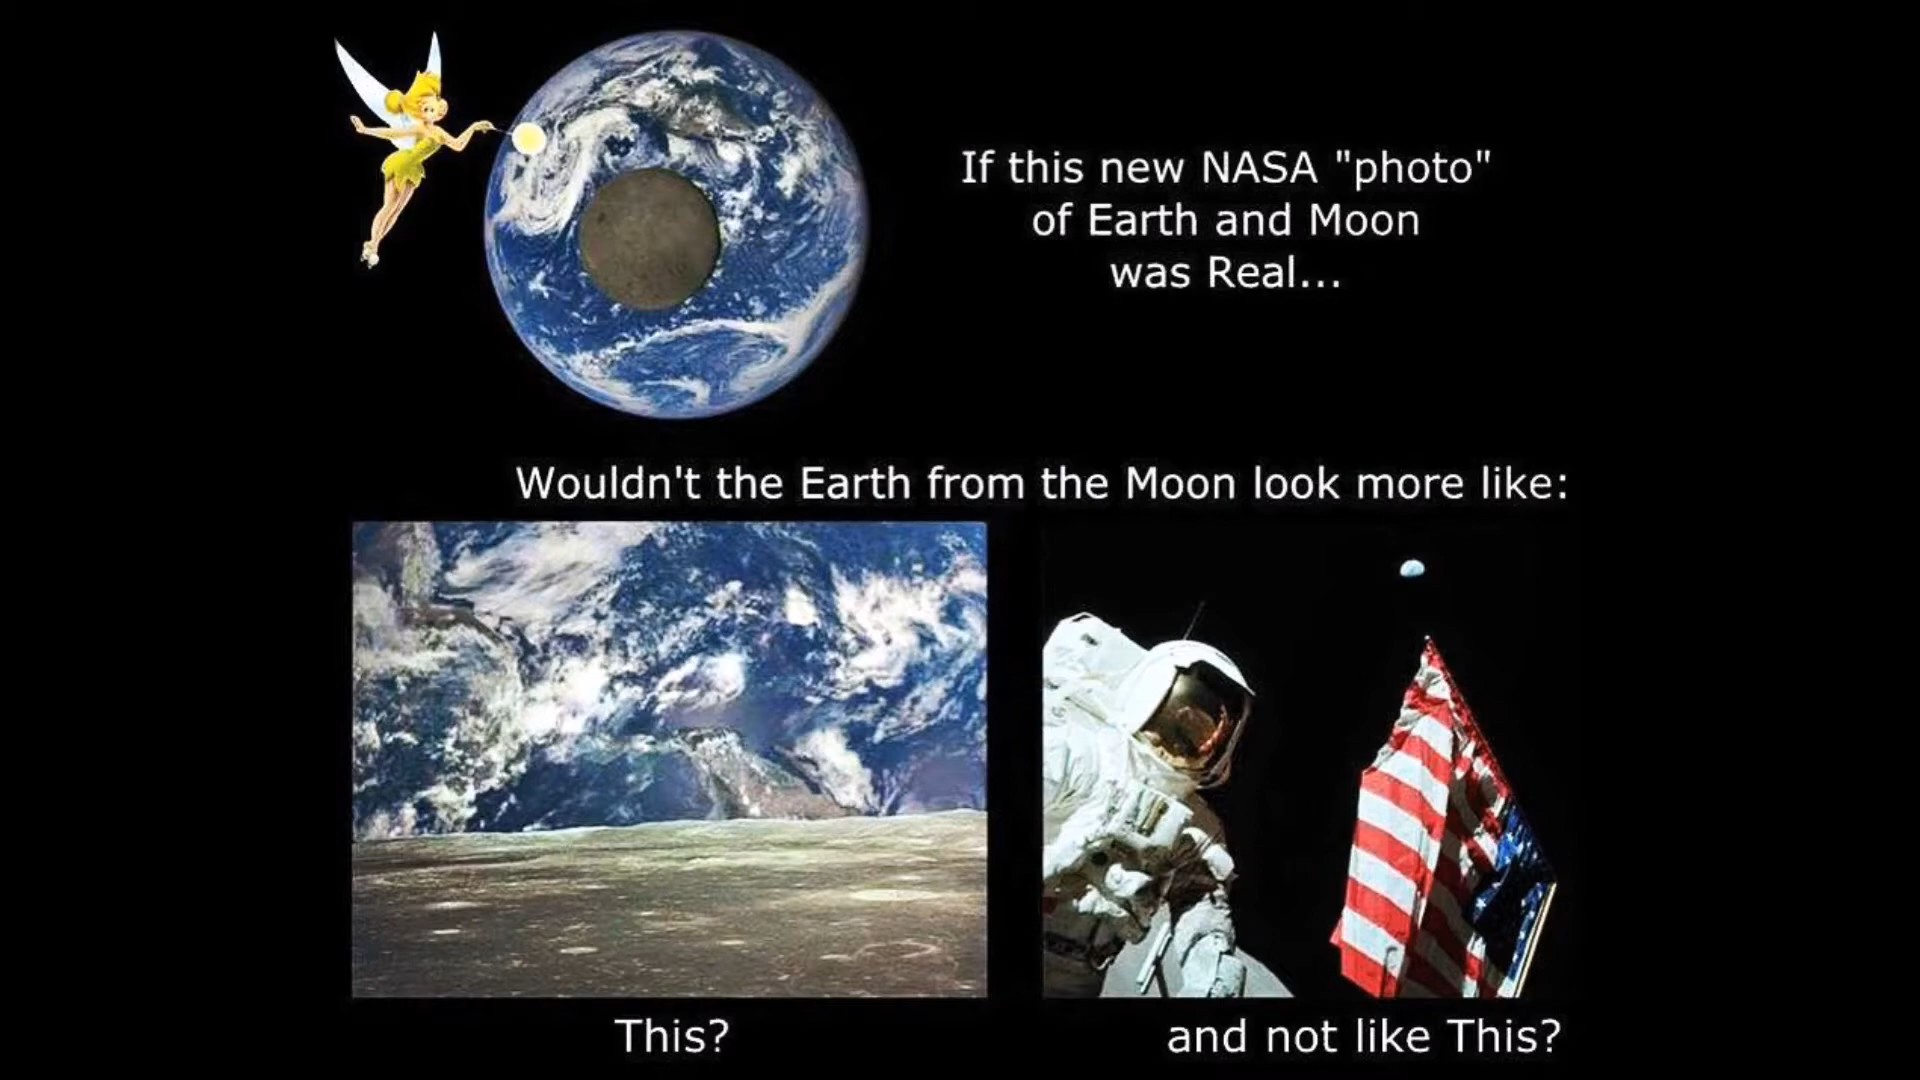 If this new NASA "photo"
of Earth and Moon
was Real...
Wouldn't the Earth from the Moon look more like:
This?
and not like This?